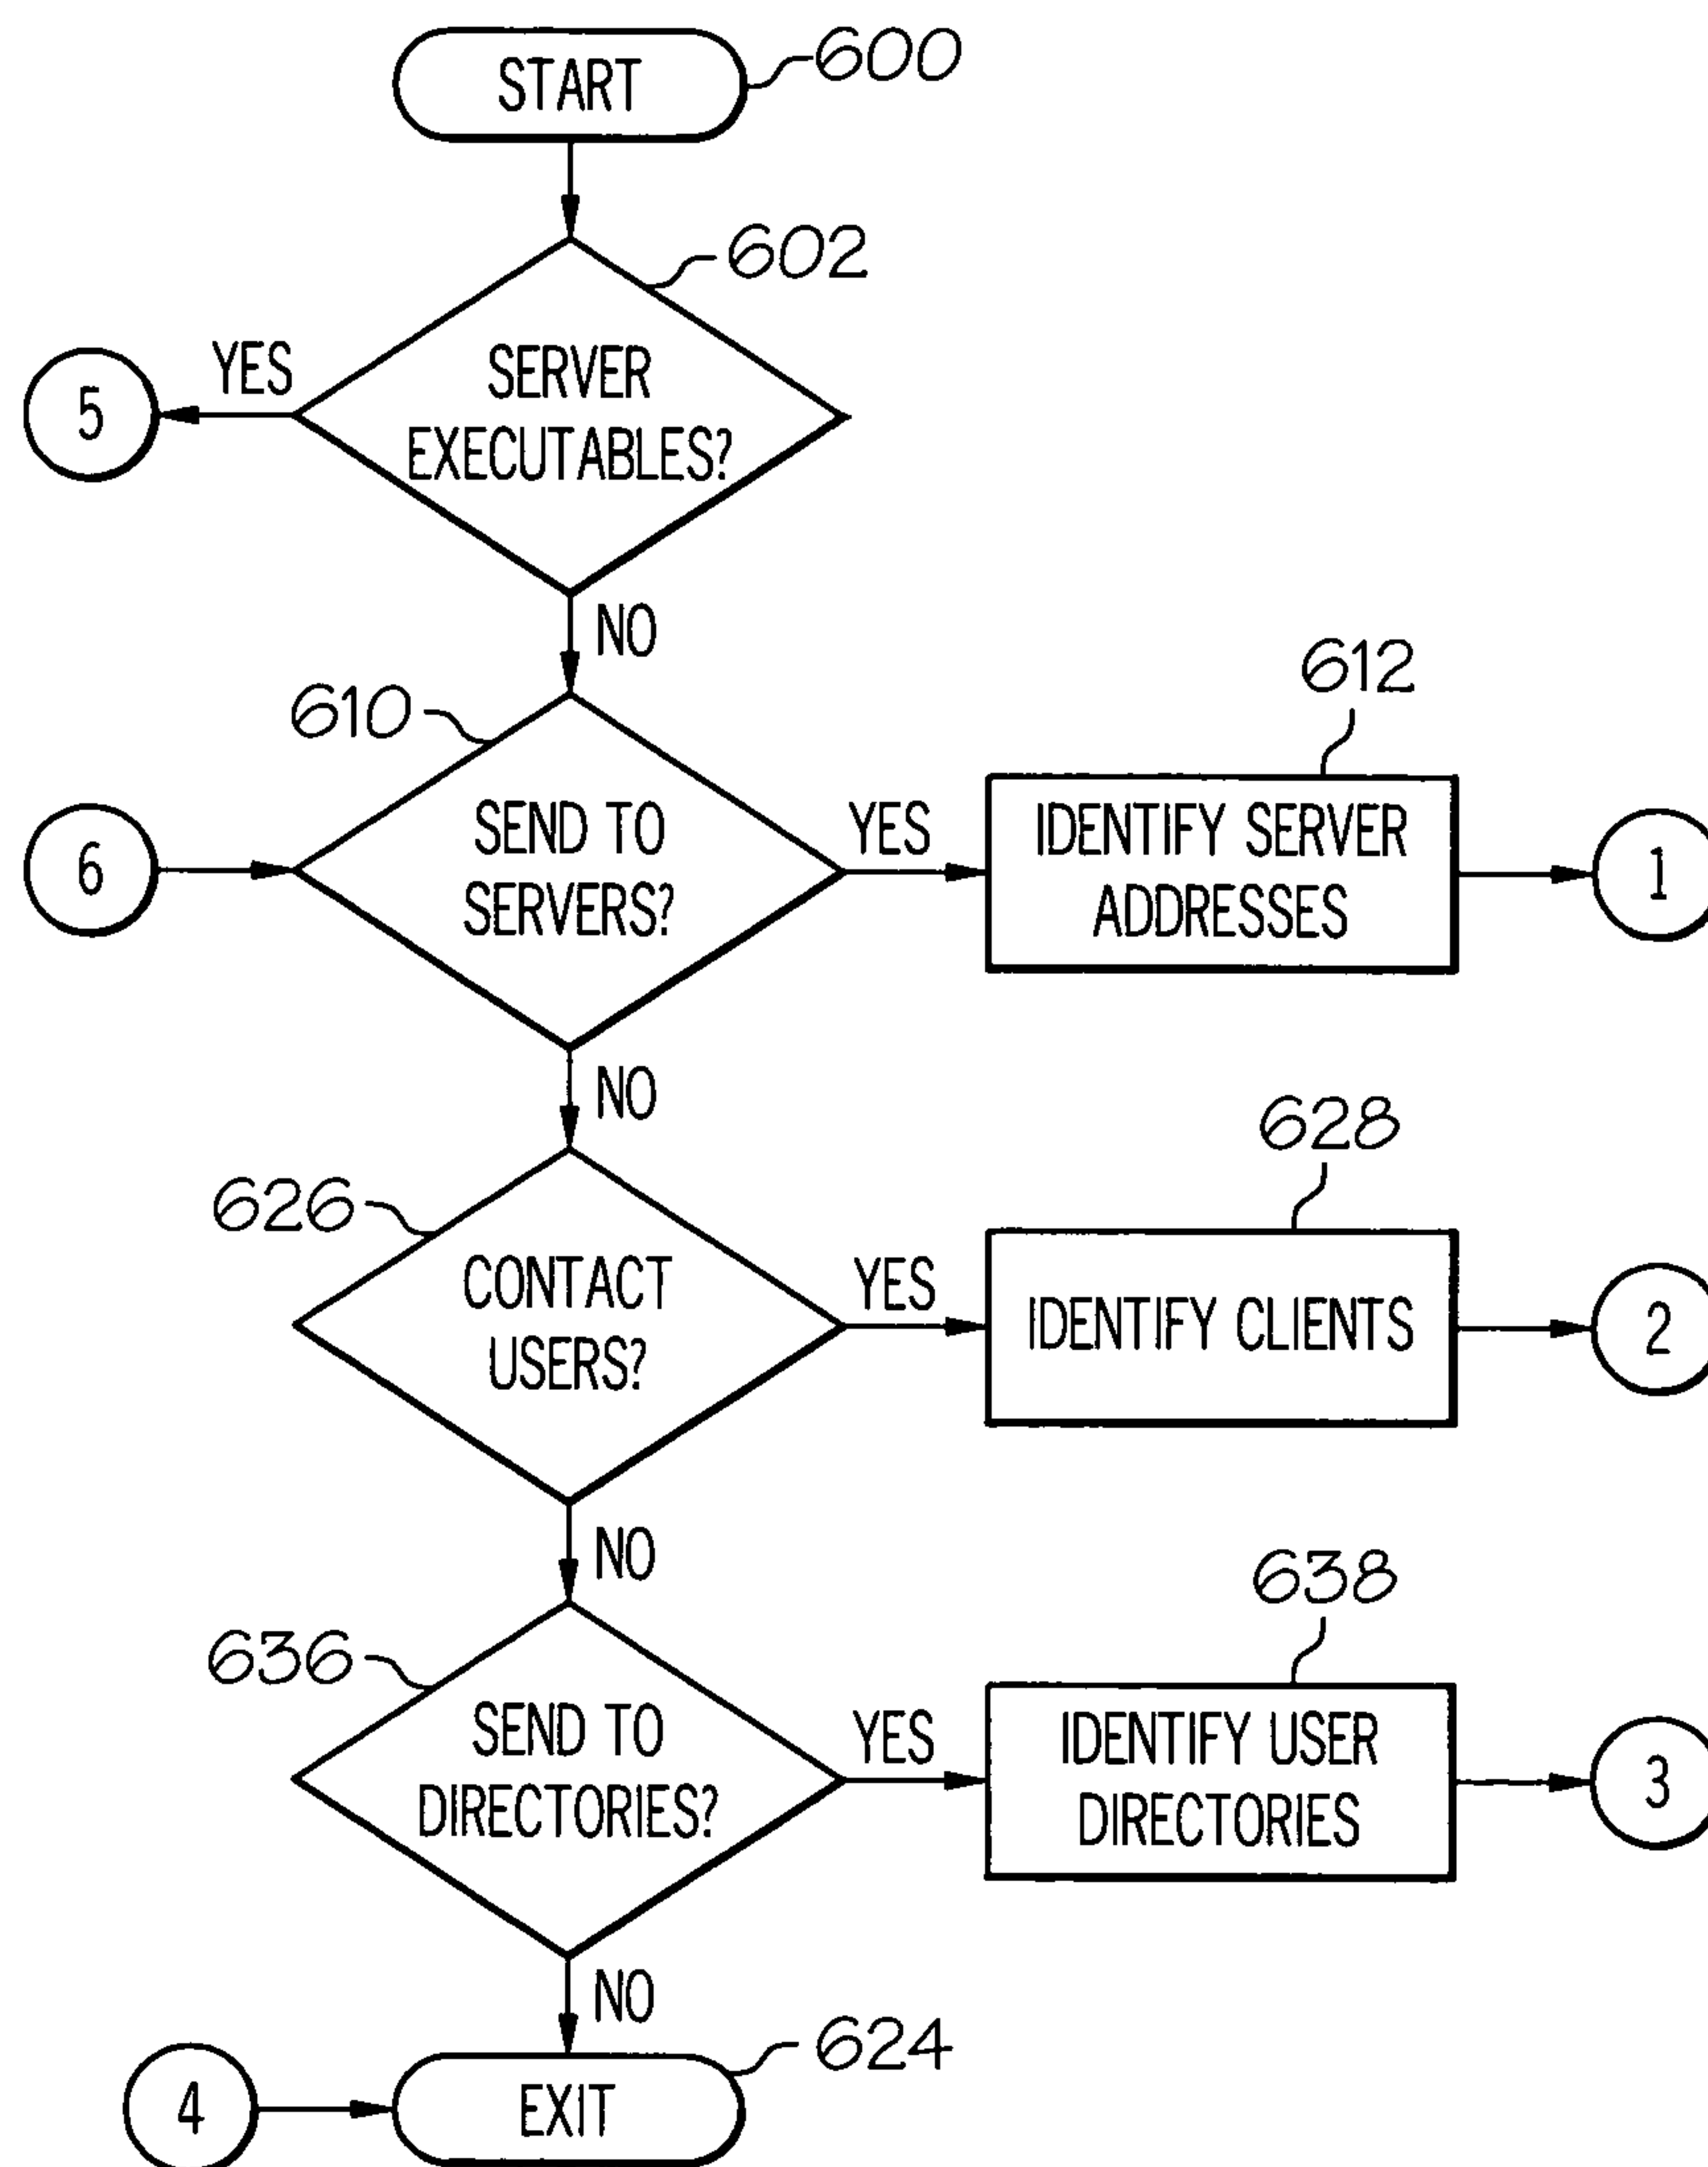 START
600
602
YES
SERVER
EXECUTABLES?
5
NO
610
612
6
SEND TO
SERVERS?
YES
IDENTIFY SERVER
ADDRESSES
1
NO
626
628
CONTACT
USERS?
YES
IDENTIFY CLIENTS
2
NO
636
638
SEND TO
DIRECTORIES?
YES
IDENTIFY USER
DIRECTORIES
3
NO
624
4
EXIT